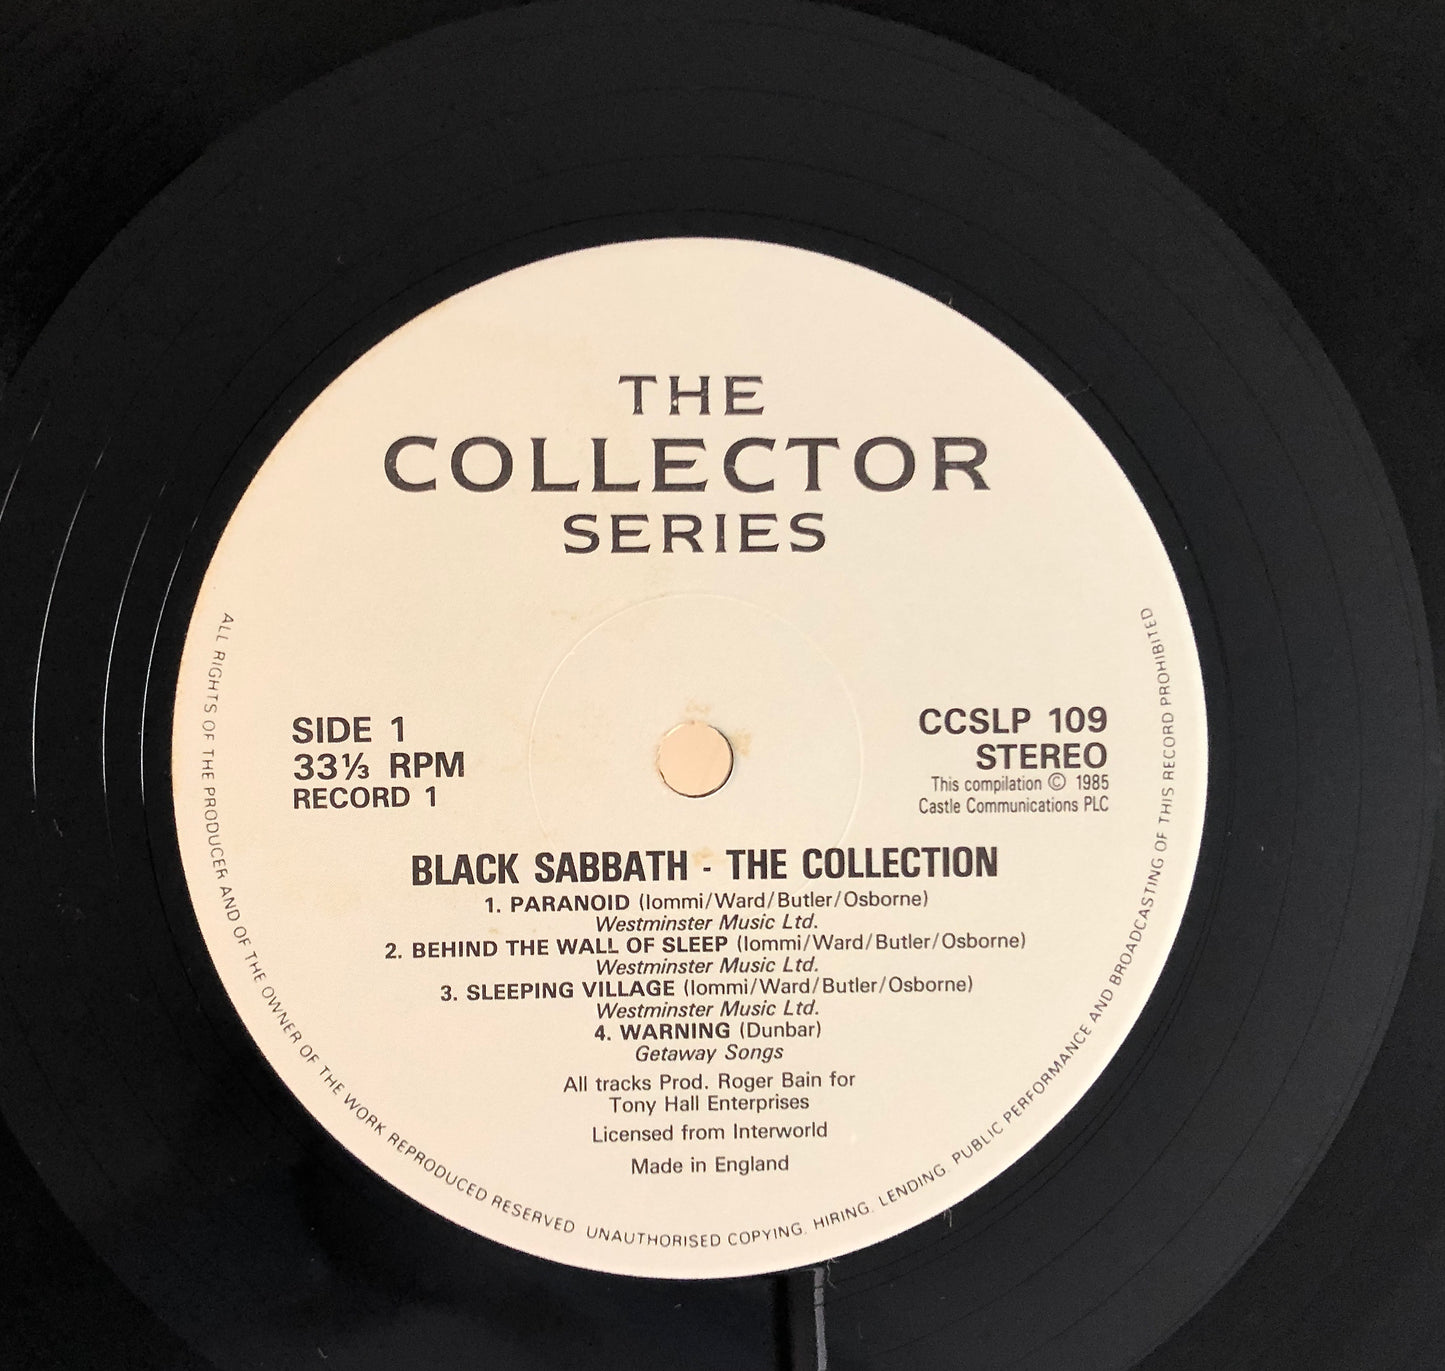 THE
COLLECTOR
SERIES
SIDE 1
33⅓ RPM
RECORD 1
CCSLP 109
STEREO
This compilation © 1985
Castle Communications PLC
BLACK SABBATH - THE COLLECTION
1. PARANOID (Iommi/Ward/Butler/Osborne)
Westminster Music Ltd.
2. BEHIND THE WALL OF SLEEP (Iommi/Ward/Butler/Osborne)
Westminster Music Ltd.
3. SLEEPING VILLAGE (Iommi/Ward/Butler/Osborne)
Westminster Music Ltd.
4. WARNING (Dunbar)
Getaway Songs
All tracks Prod. Roger Bain for
Tony Hall Enterprises
Licensed from Interworld
Made in England
ALL RIGHTS OF THE PRODUCER AND OF THE OWNER OF THE WORK REPRODUCED RESERVED UNAUTHORISED COPYING. HIRING. LENDING. PUBLIC PERFORMANCE AND BROADCASTING OF THIS RECORD PROHIBITED